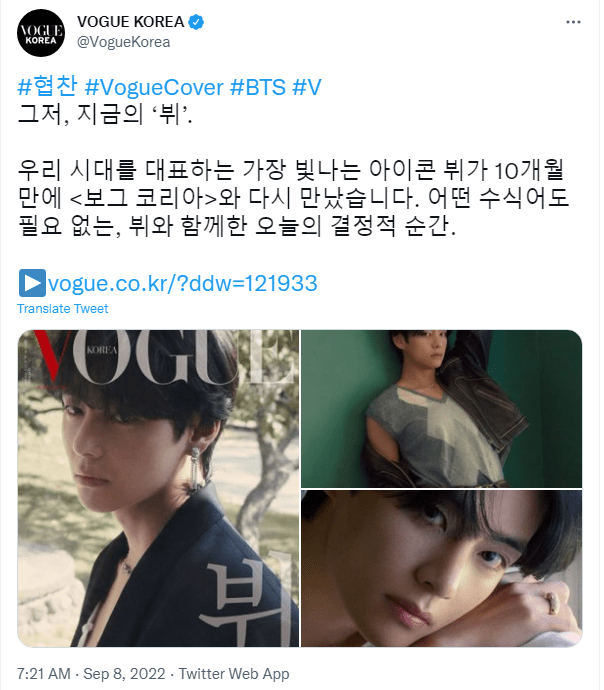 VOGUE KOREA
VOGUE KOREA
@VogueKorea
#협찬 #VogueCover #BTS #V
그저, 지금의 ‘뷔’.
우리 시대를 대표하는 가장 빛나는 아이콘 뷔가 10개월
만에 <보그 코리아>와 다시 만났습니다. 어떤 수식어도
필요 없는, 뷔와 함께한 오늘의 결정적 순간.
vogue.co.kr/?ddw=121933
Translate Tweet
VOGUE
KOREA
뷔
7:21 AM · Sep 8, 2022 · Twitter Web App